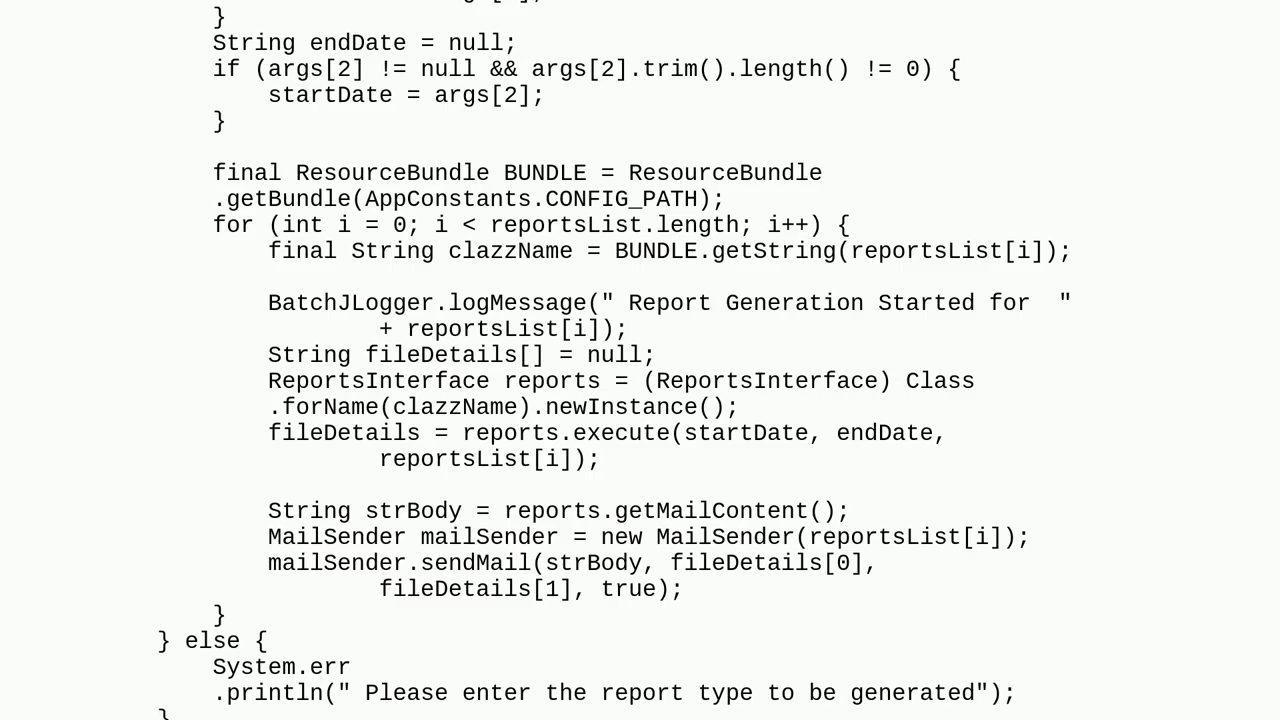 }
String endDate = null;
if (args[2] != null && args[2].trim().length() != 0) {
startDate = args[2];
}
final ResourceBundle BUNDLE = ResourceBundle
.getBundle(AppConstants.CONFIG_PATH);
for (int i = 0; i < reportsList.length; i++) {
final String clazzName = BUNDLE.getString(reportsList[i]);
BatchJLogger.logMessage(" Report Generation Started for  "
+ reportsList[i]);
String fileDetails[] = null;
ReportsInterface reports = (ReportsInterface) Class
.forName(clazzName).newInstance();
fileDetails = reports.execute(startDate, endDate,
reportsList[i]);
String strBody = reports.getMailContent();
MailSender mailSender = new MailSender(reportsList[i]);
mailSender.sendMail(strBody, fileDetails[0],
fileDetails[1], true);
}
} else {
System.err
.println(" Please enter the report type to be generated");
}